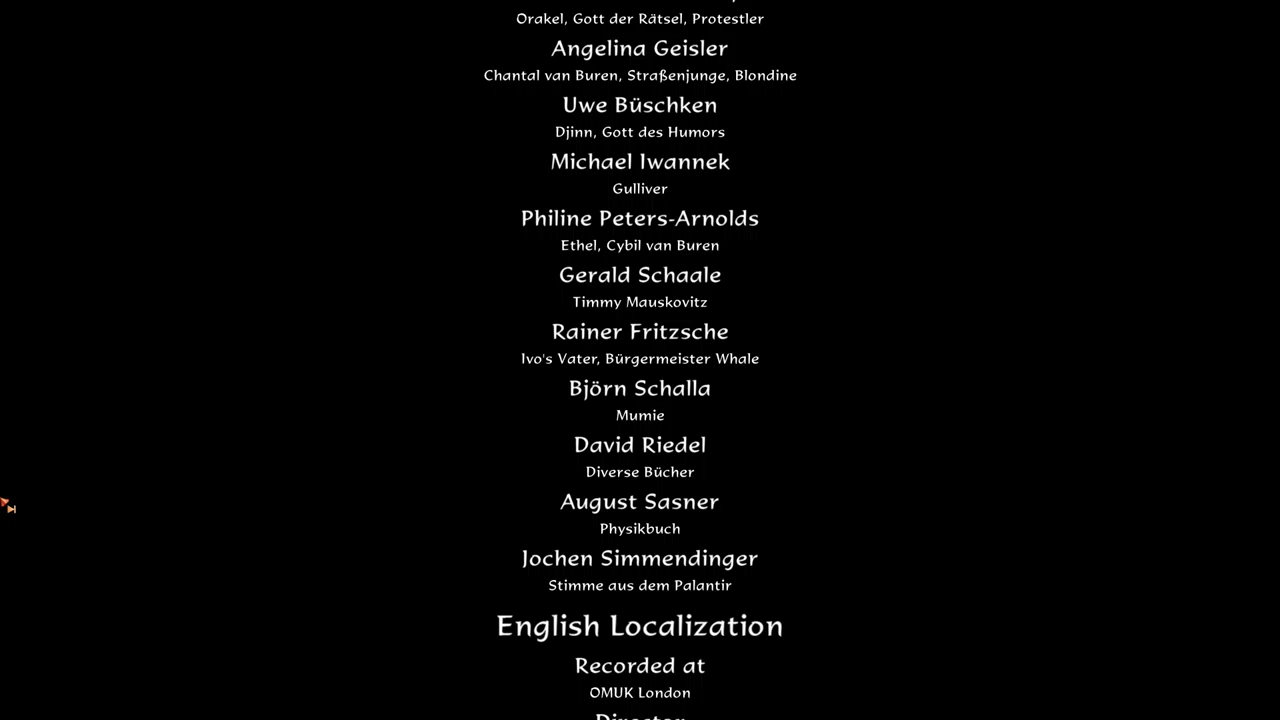 Orakel, Gott der Rätsel, Protestler
Angelina Geisler
Chantal van Buren, Straßenjunge, Blondine
Uwe Büschken
Djinn, Gott des Humors
Michael Iwannek
Gulliver
Philine Peters-Arnolds
Ethel, Cybil van Buren
Gerald Schaale
Timmy Mauskovitz
Rainer Fritzsche
Ivo's Vater, Bürgermeister Whale
Björn Schalla
Mumie
David Riedel
Diverse Bücher
August Sasner
Physikbuch
Jochen Simmendinger
Stimme aus dem Palantir
English Localization
Recorded at
OMUK London
Director